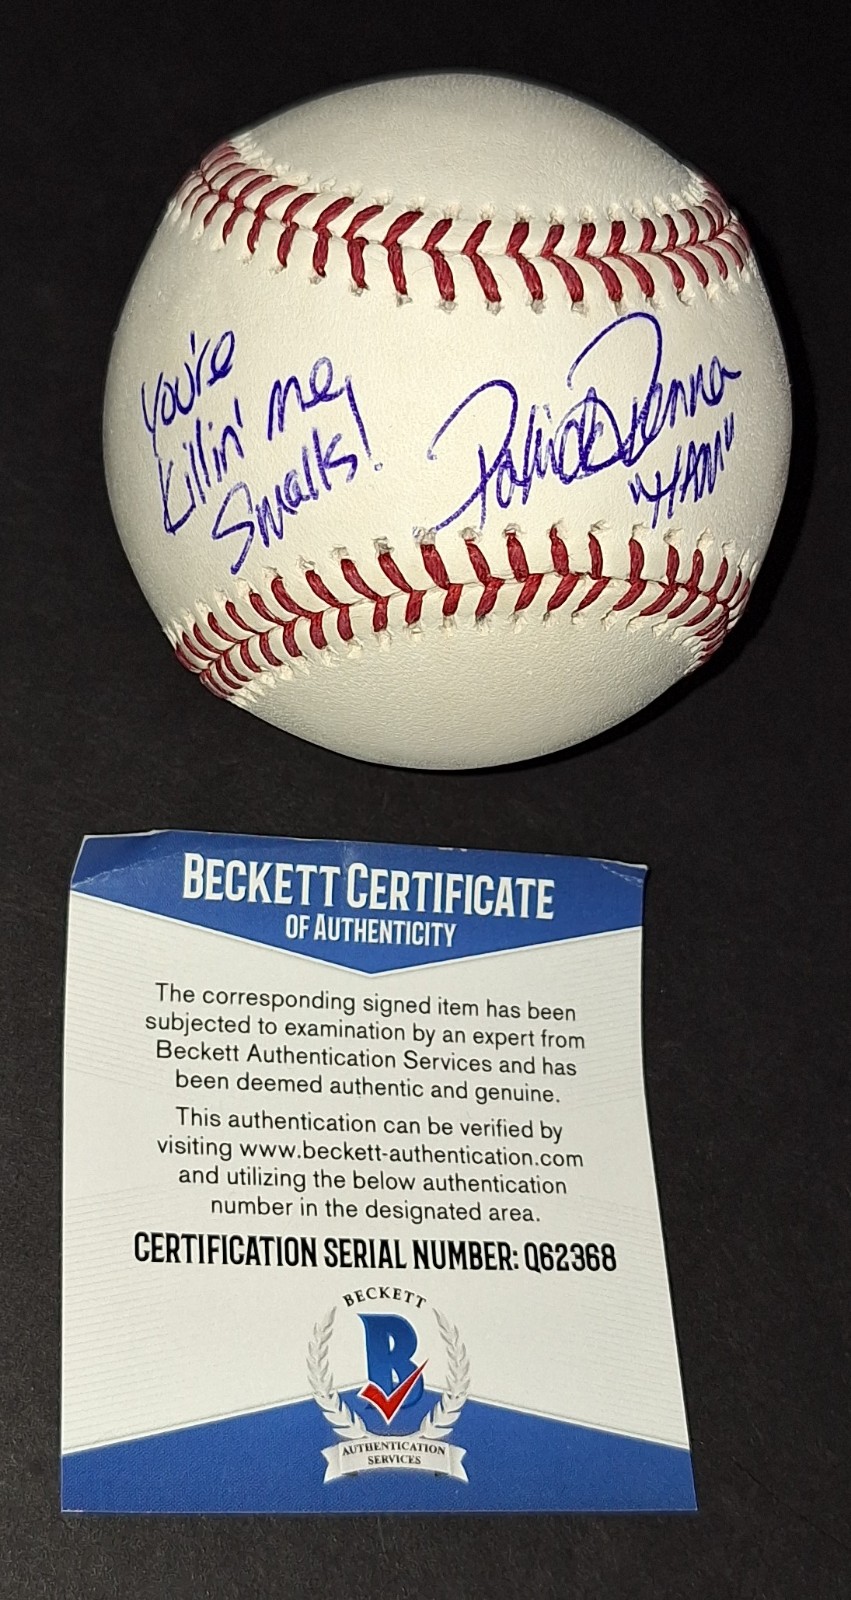 You're
killin' me,
Smalls!
Patrick Renna
"HAM"
BECKETT CERTIFICATE
OF AUTHENTICITY
The corresponding signed item has been
subjected to examination by an expert from
Beckett Authentication Services and has
been deemed authentic and genuine.
This authentication can be verified by
visiting www.beckett-authentication.com
and utilizing the below authentication
number in the designated area.
CERTIFICATION SERIAL NUMBER: Q62368
BECKETT
B
AUTHENTICATION
SERVICES